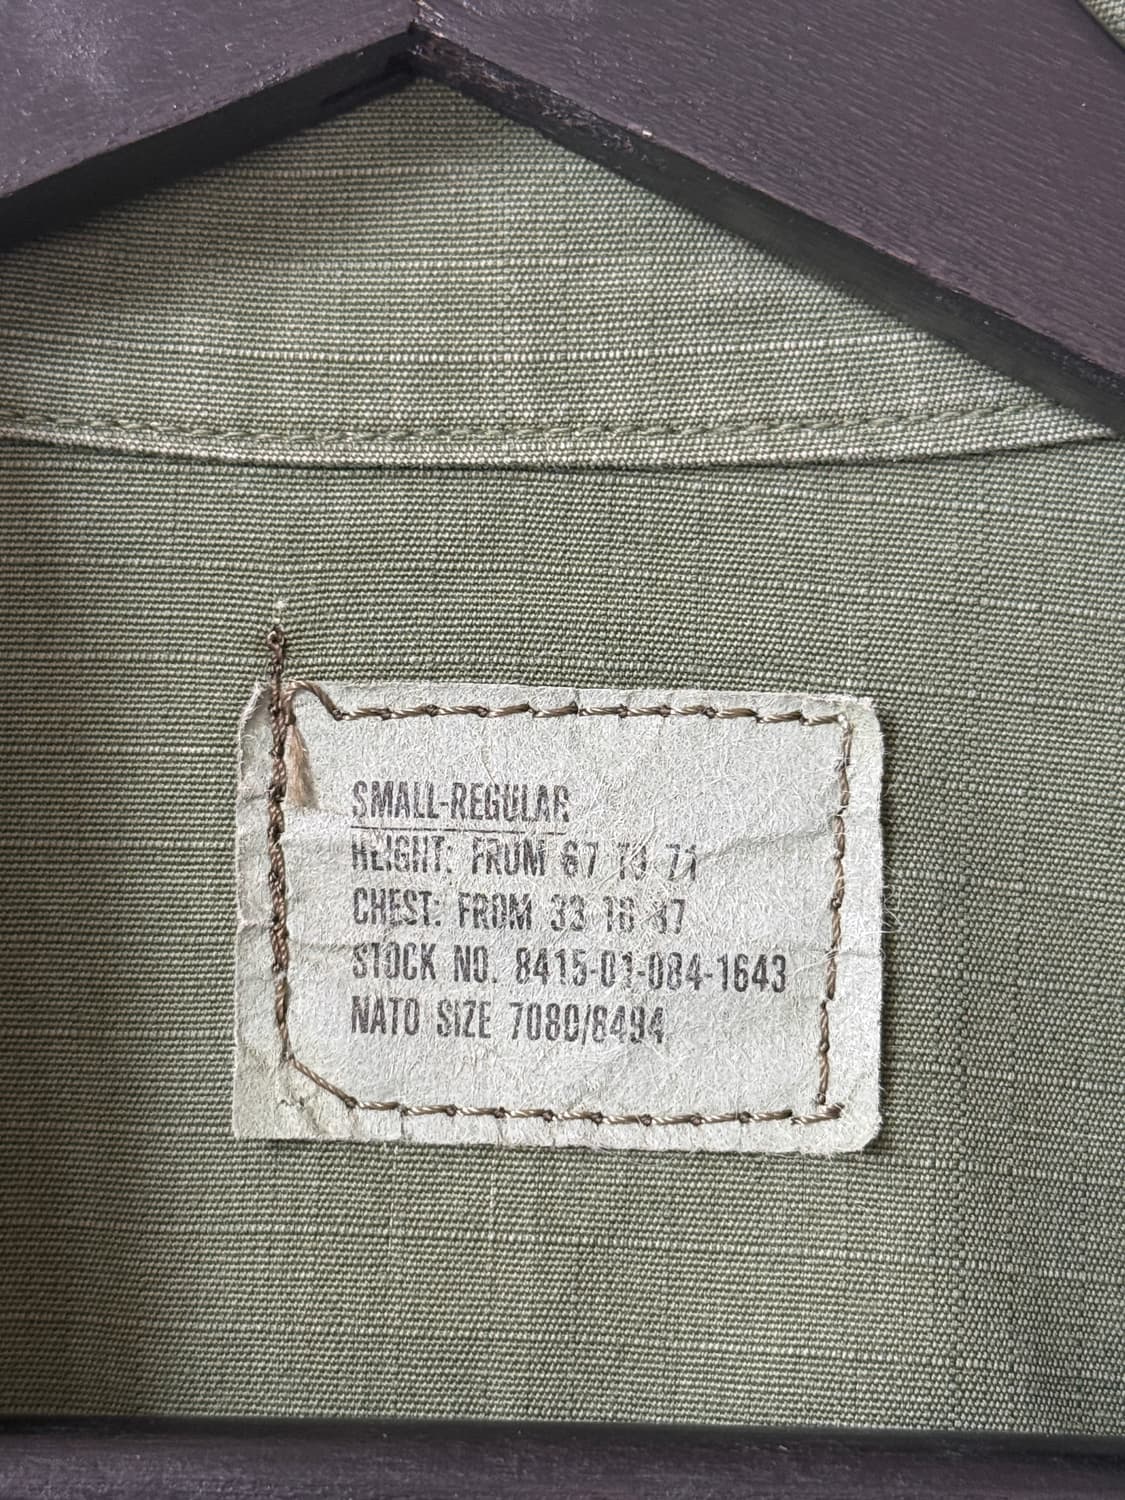 SMALL-REGULAR
HEIGHT: FROM 67 TO 71
CHEST: FROM 33 TO 37
STOCK NO. 8415-01-084-1643
NATO SIZE 7080/8494